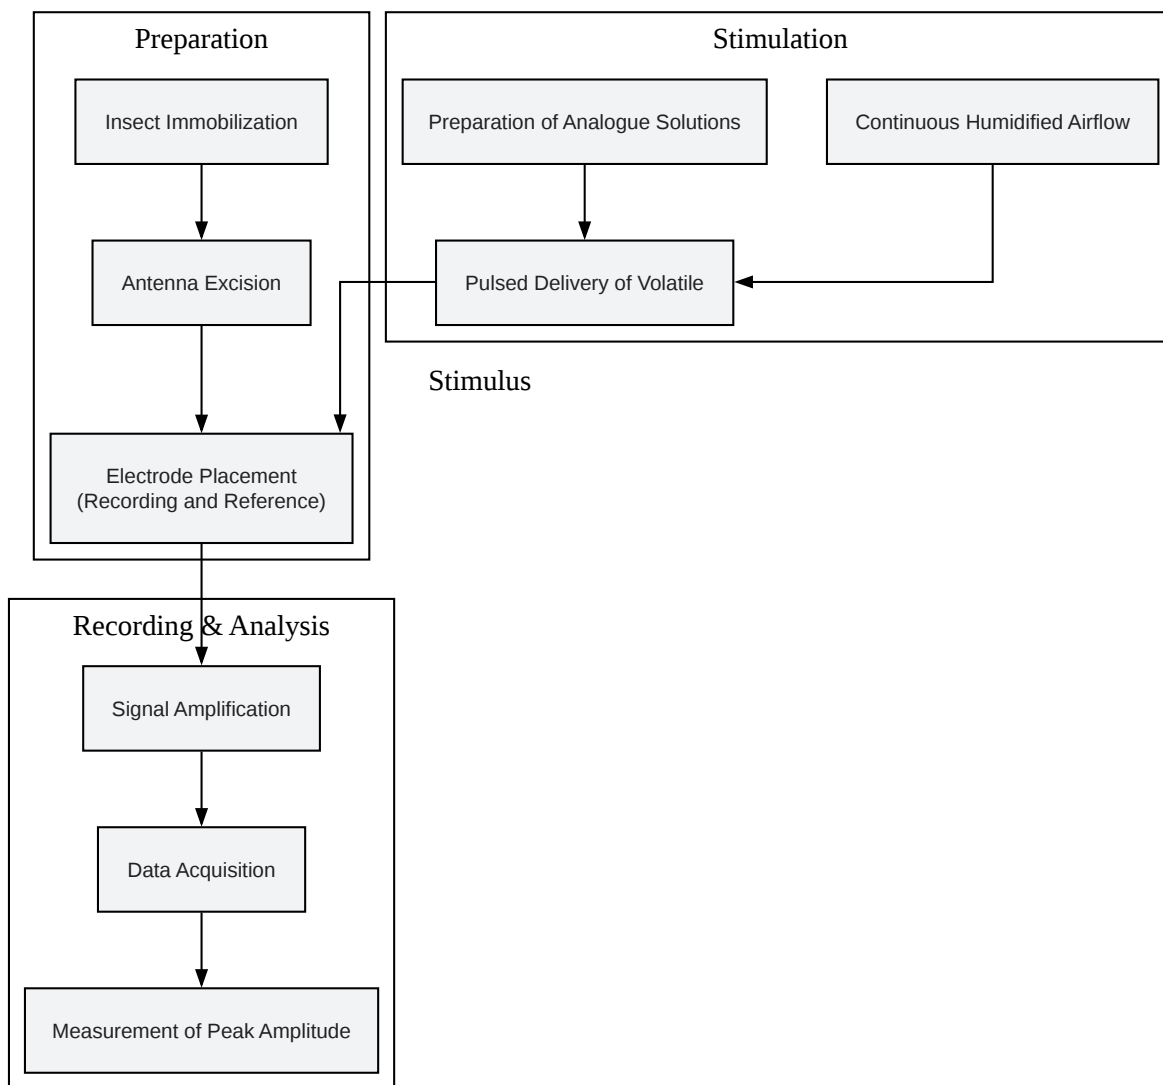 Preparation
Insect Immobilization
Antenna Excision
Electrode Placement
(Recording and Reference)
Stimulation
Preparation of Analogue Solutions
Continuous Humidified Airflow
Pulsed Delivery of Volatile
Stimulus
Recording & Analysis
Signal Amplification
Data Acquisition
Measurement of Peak Amplitude